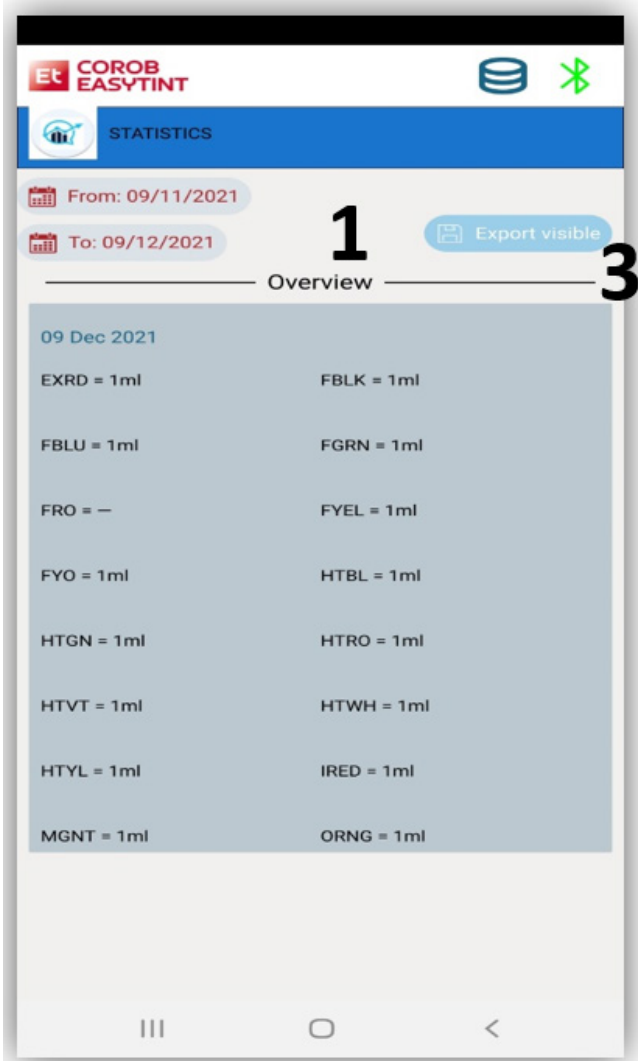 Et COROB
EASYTINT
STATISTICS
From: 09/11/2021
To: 09/12/2021
1
Export visible
3
Overview
09 Dec 2021
EXRD = 1ml FBLK = 1ml
FBLU = 1ml FGRN = 1ml
FRO = — FYEL = 1ml
FYO = 1ml HTBL = 1ml
HTGN = 1ml HTRO = 1ml
HTVT = 1ml HTWH = 1ml
HTYL = 1ml IRED = 1ml
MGNT = 1ml ORNG = 1ml